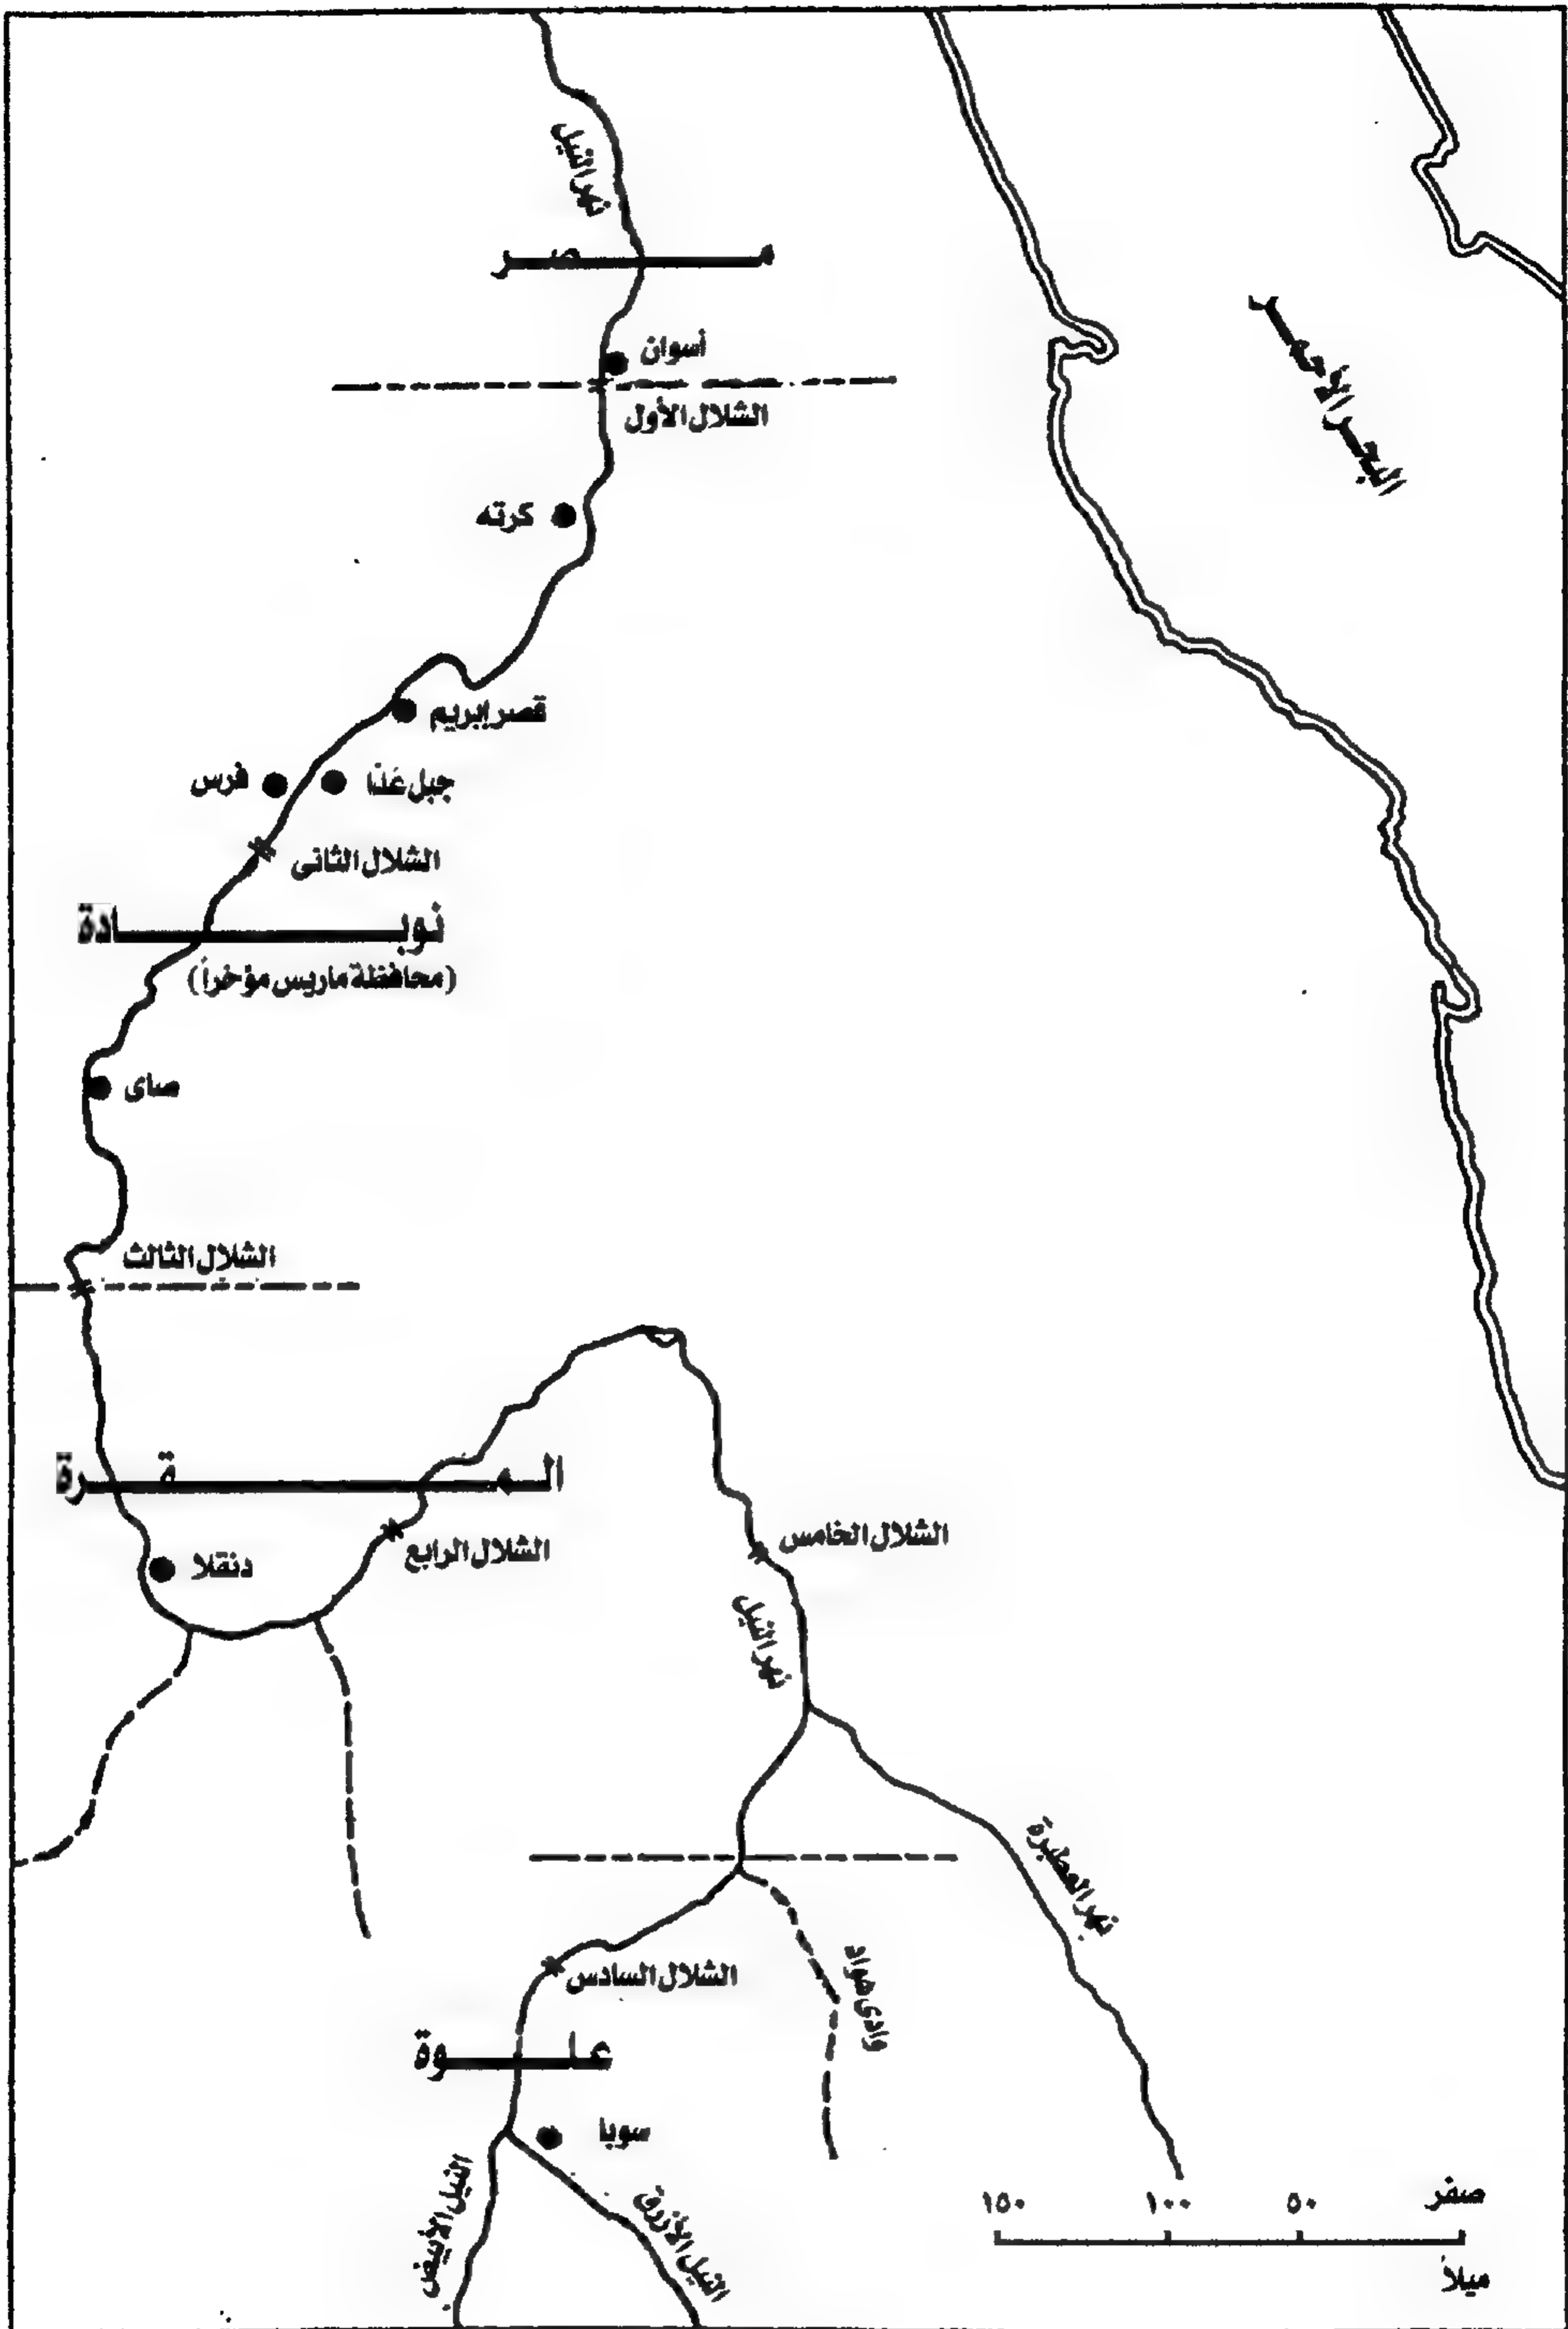 نهر النيل
مصر
أسوان
الشلال الأول
البحر الأحمر
كرته
قصر إبريم
فرس
جبل عدا
الشلال الثانى
نوبادة
(محافظة ماريس مؤخراً)
صاى
الشلال الثالث
المقرة
الشلال الرابع
دنقلا
الشلال الخامس
نهر النيل
نهر العطبرة
الشلال السادس
وادى هواد
علوة
سوبا
النيل الأبيض
النيل الأزرق
صفر ٥٠ ١٠٠ ١٥٠
ميلاً